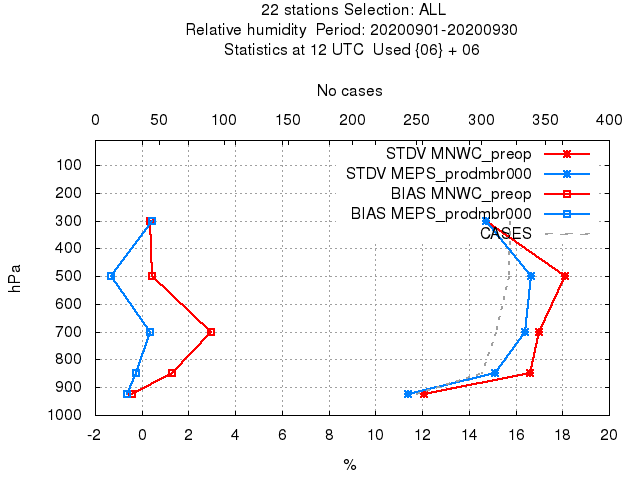 22 stations Selection: ALL
Relative humidity  Period: 20200901-20200930
Statistics at 12 UTC  Used {06} + 06
No cases
0 50 100 150 200 250 300 350 400
STDV MNWC_preop
STDV MEPS_prodmbr000
BIAS MNWC_preop
BIAS MEPS_prodmbr000
CASES
hPa
100
200
300
400
500
600
700
800
900
1000
-2 0 2 4 6 8 10 12 14 16 18 20
%